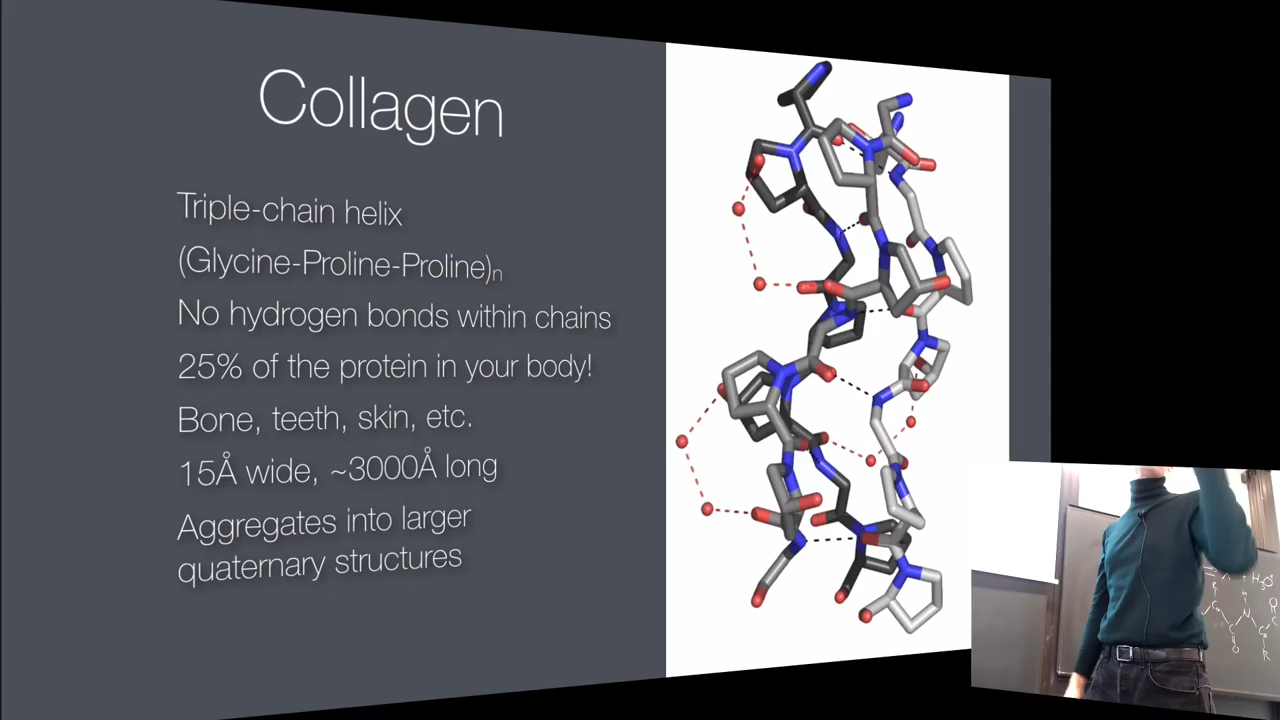 Collagen
Triple-chain helix
(Glycine-Proline-Proline)n
No hydrogen bonds within chains
25% of the protein in your body!
Bone, teeth, skin, etc.
15Å wide, ~3000Å long
Aggregates into larger
quaternary structures